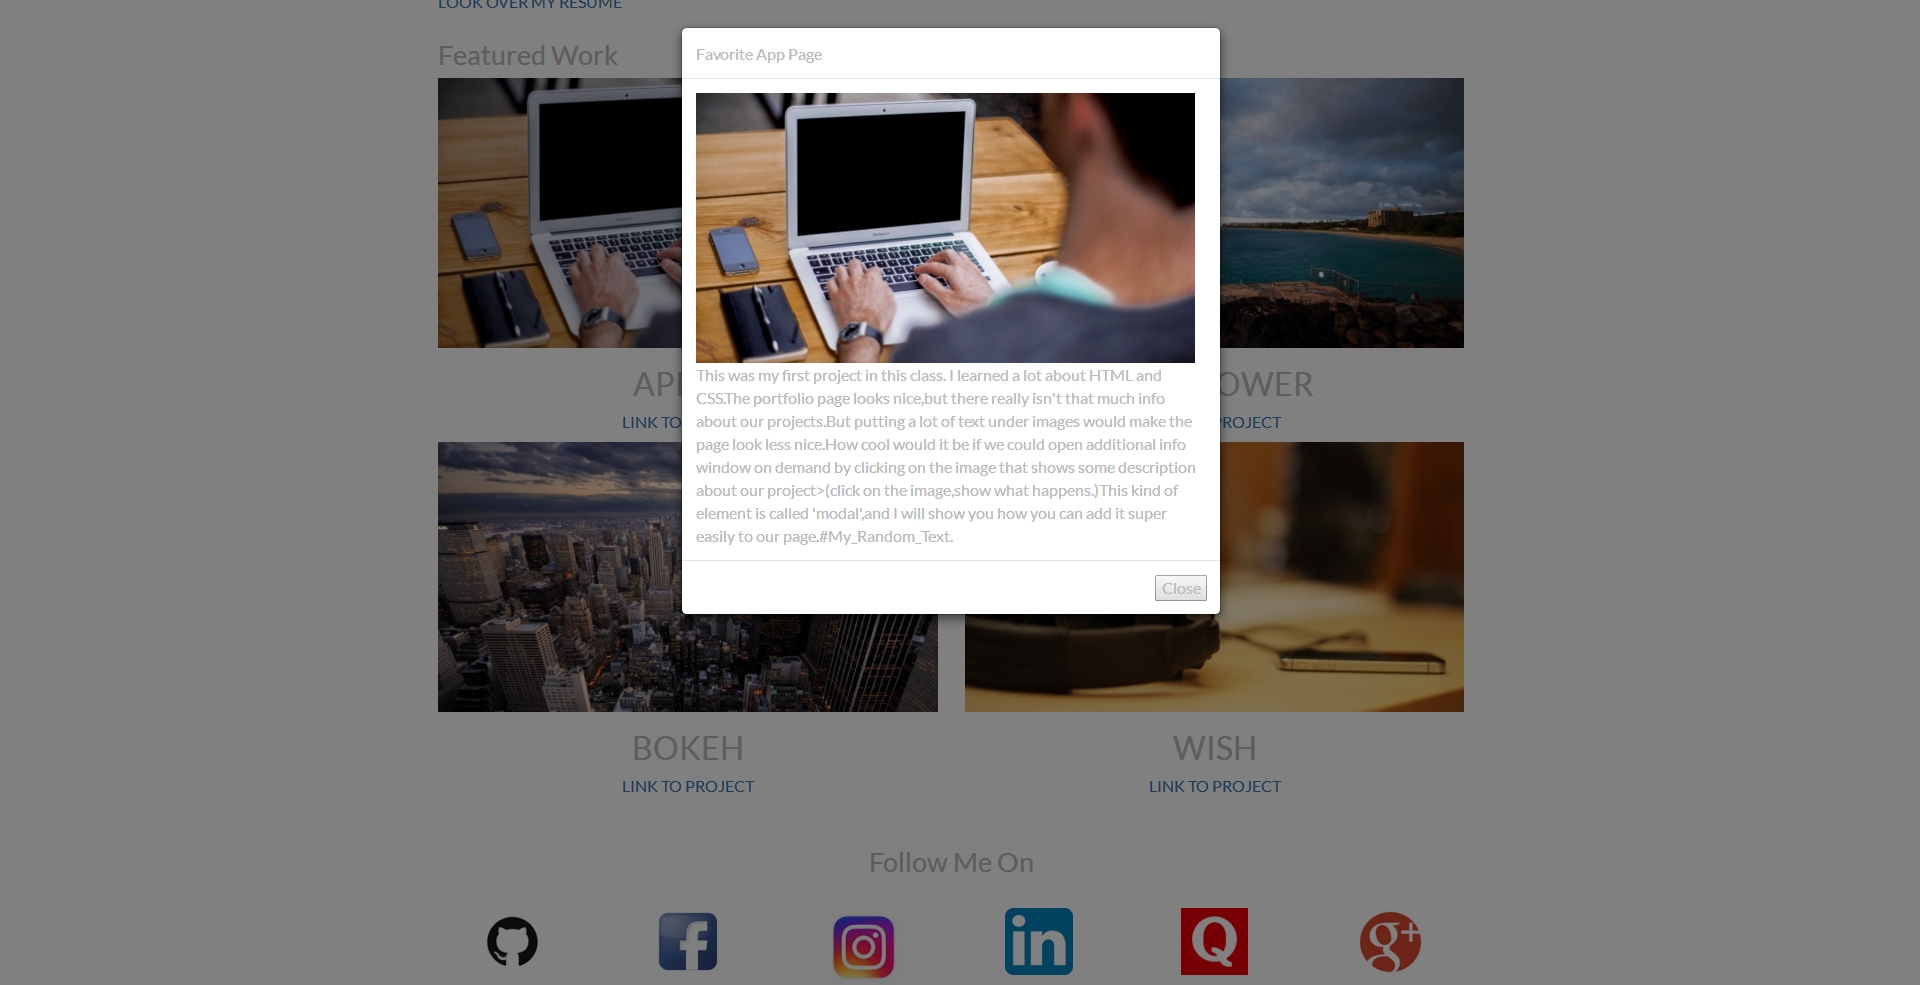 LOOK OVER MY RESUME
Featured Work
Favorite App Page
This was my first project in this class. I learned a lot about HTML and
CSS.The portfolio page looks nice,but there really isn't that much info
about our projects.But putting a lot of text under images would make the
page look less nice.How cool would it be if we could open additional info
window on demand by clicking on the image that shows some description
about our project>(click on the image,show what happens.)This kind of
element is called 'modal',and I will show you how you can add it super
easily to our page.#My_Random_Text.
Close
LINK TO
PROJECT
BOKEH
WISH
LINK TO PROJECT
LINK TO PROJECT
Follow Me On